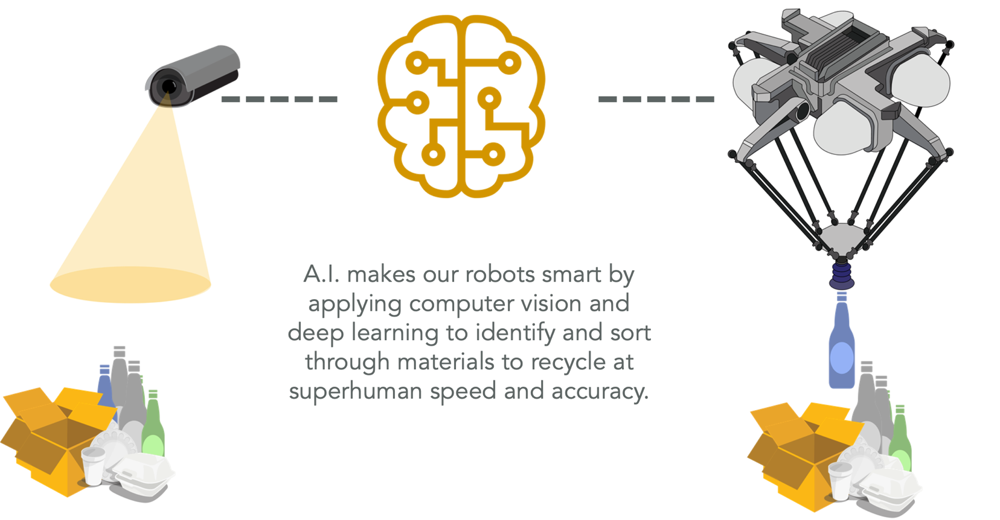 A.I. makes our robots smart by
applying computer vision and
deep learning to identify and sort
through materials to recycle at
superhuman speed and accuracy.